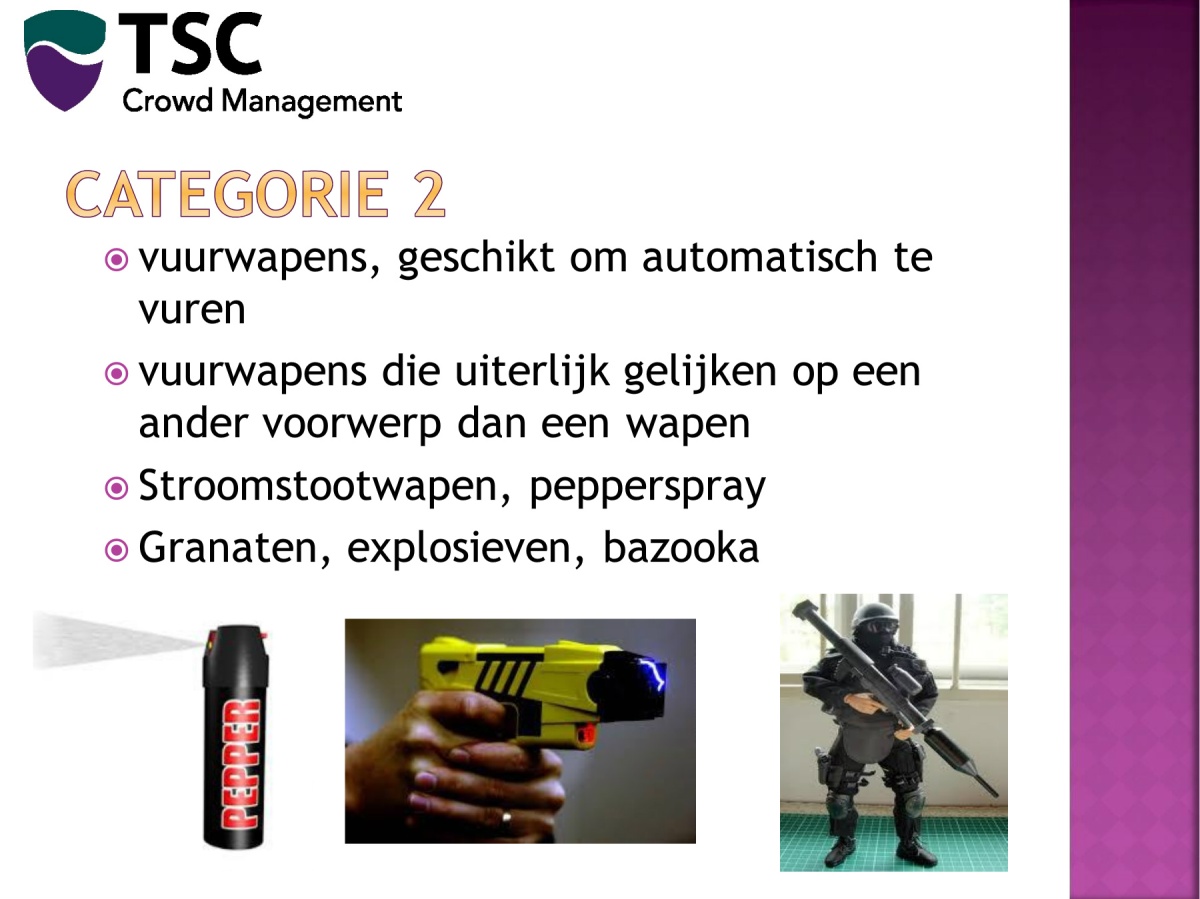 TSC
Crowd Management
CATEGORIE 2
vuurwapens, geschikt om automatisch te
vuren
vuurwapens die uiterlijk gelijken op een
ander voorwerp dan een wapen
Stroomstootwapen, pepperspray
Granaten, explosieven, bazooka
PEPPER